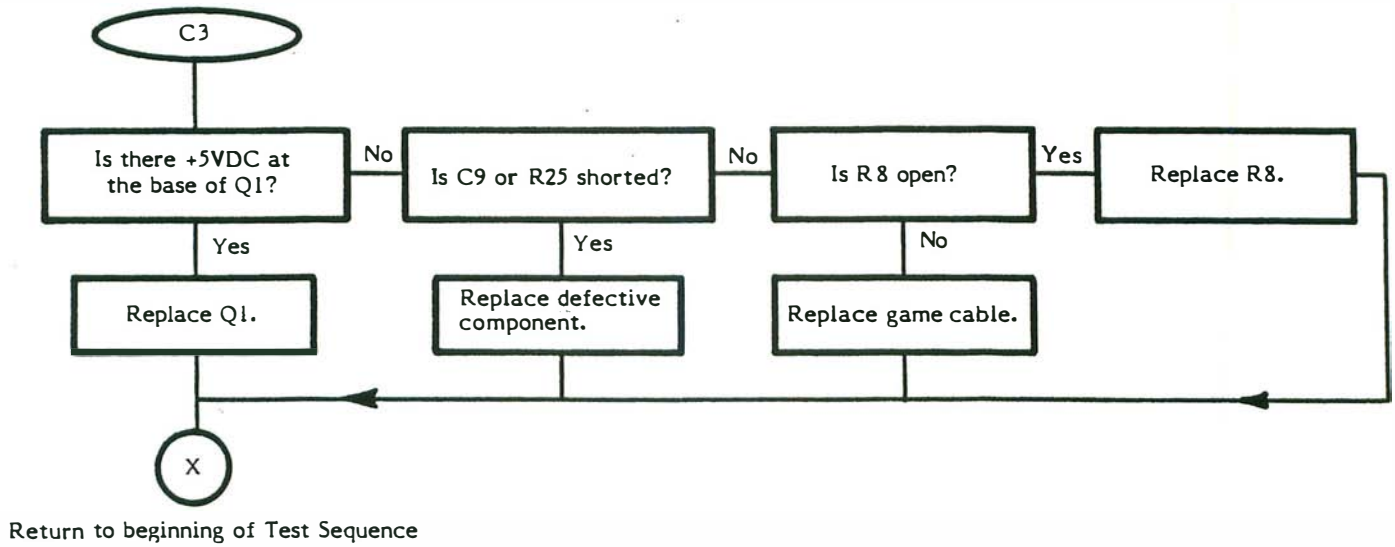 C3
Is there +5VDC at
the base of Q1?
No
Is C9 or R25 shorted?
No
Is R8 open?
Yes
Replace R8.
Yes
Yes
No
Replace Q1.
Replace defective
component.
Replace game cable.
X
Return to beginning of Test Sequence